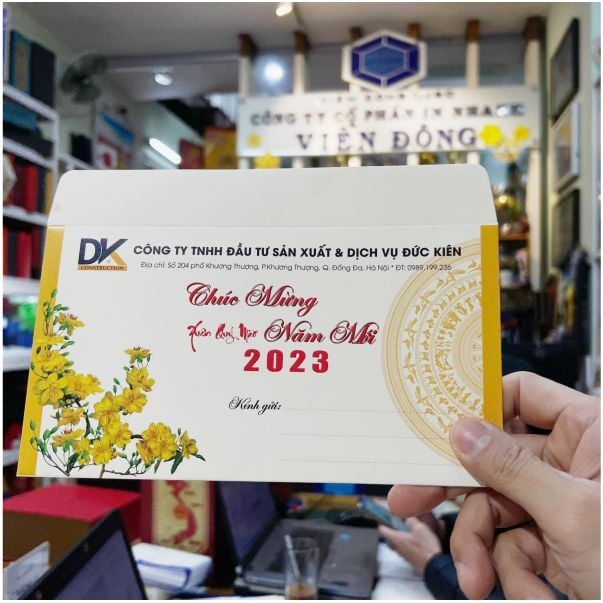 CÔNG TY CỔ PHẦN IN NHANH
VIỄN ĐÔNG
DK
CONSTRUCTION
CÔNG TY TNHH ĐẦU TƯ SẢN XUẤT & DỊCH VỤ ĐỨC KIÊN
Địa chỉ: Số 204 phố Khương Thượng, P.Khương Thượng, Q. Đống Đa, Hà Nội * ĐT: 0989.199.236
Chúc Mừng
Xuân Quý Mão Năm Mới
2023
Kính gửi: